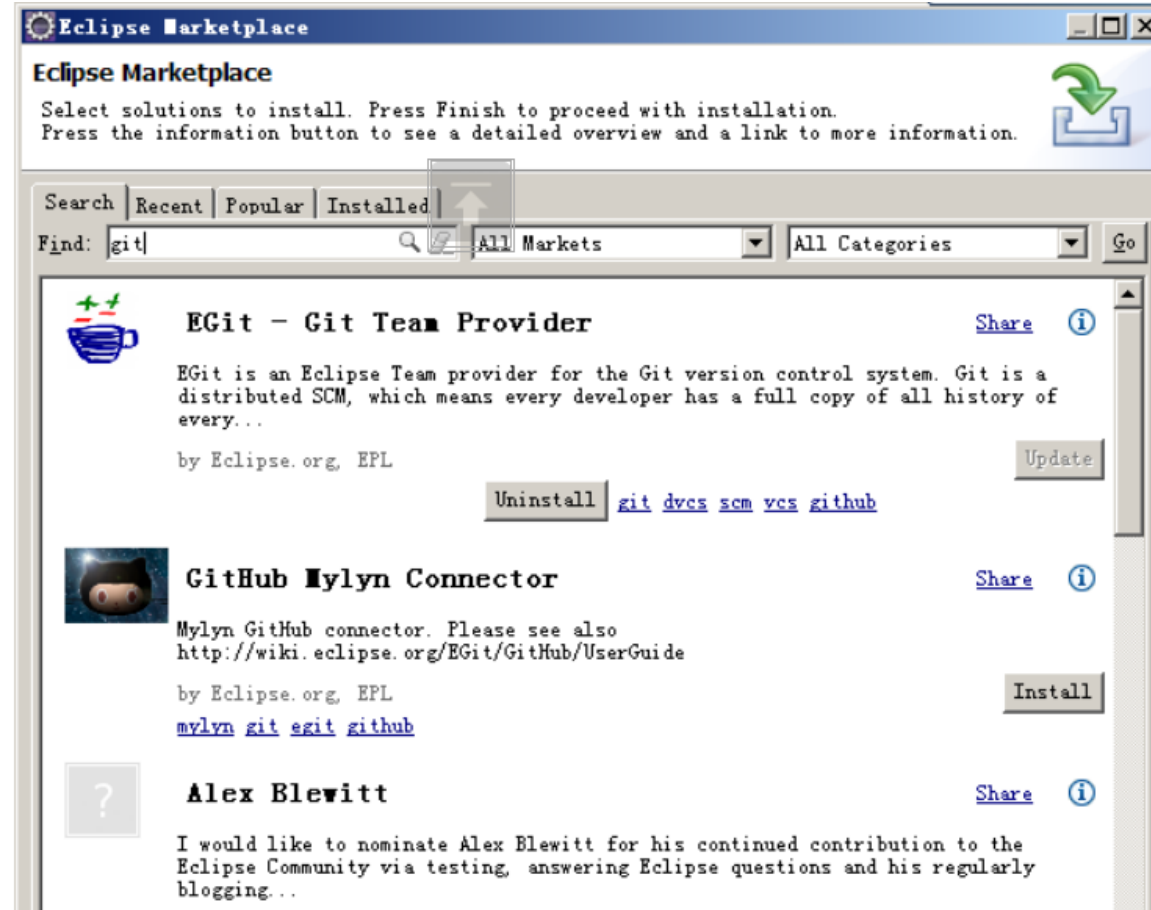 Eclipse Marketplace
Eclipse Marketplace
Select solutions to install. Press Finish to proceed with installation.
Press the information button to see a detailed overview and a link to more information.
Search Recent Popular Installed
Find: git All Markets All Categories Go
EGit - Git Team Provider Share
EGit is an Eclipse Team provider for the Git version control system. Git is a
distributed SCM, which means every developer has a full copy of all history of
every...
by Eclipse.org, EPL Update
Uninstall git dvcs scm vcs github
GitHub Mylyn Connector Share
Mylyn GitHub connector. Please see also
http://wiki.eclipse.org/EGit/GitHub/UserGuide
by Eclipse.org, EPL Install
mylyn git egit github
? Alex Blewitt Share
I would like to nominate Alex Blewitt for his continued contribution to the
Eclipse Community via testing, answering Eclipse questions and his regularly
blogging...